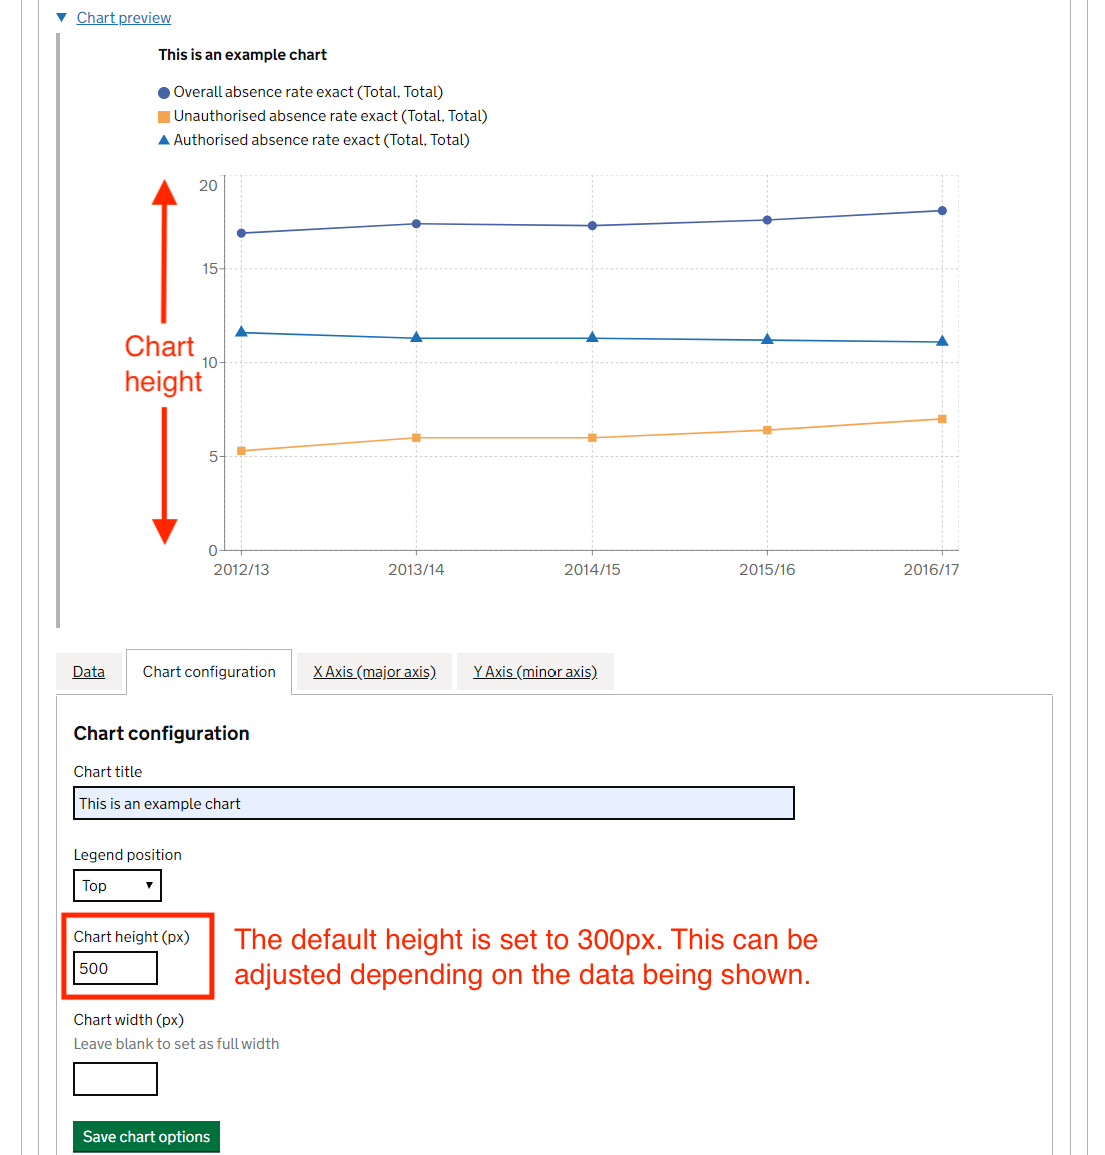 Chart preview
This is an example chart
Overall absence rate exact (Total, Total)
Unauthorised absence rate exact (Total, Total)
Authorised absence rate exact (Total, Total)
20
15
Chart
height
10
5
0
2012/13 2013/14 2014/15 2015/16 2016/17
Data Chart configuration X Axis (major axis) Y Axis (minor axis)
Chart configuration
Chart title
This is an example chart
Legend position
Top
Chart height (px)
500
The default height is set to 300px. This can be
adjusted depending on the data being shown.
Chart width (px)
Leave blank to set as full width
Save chart options